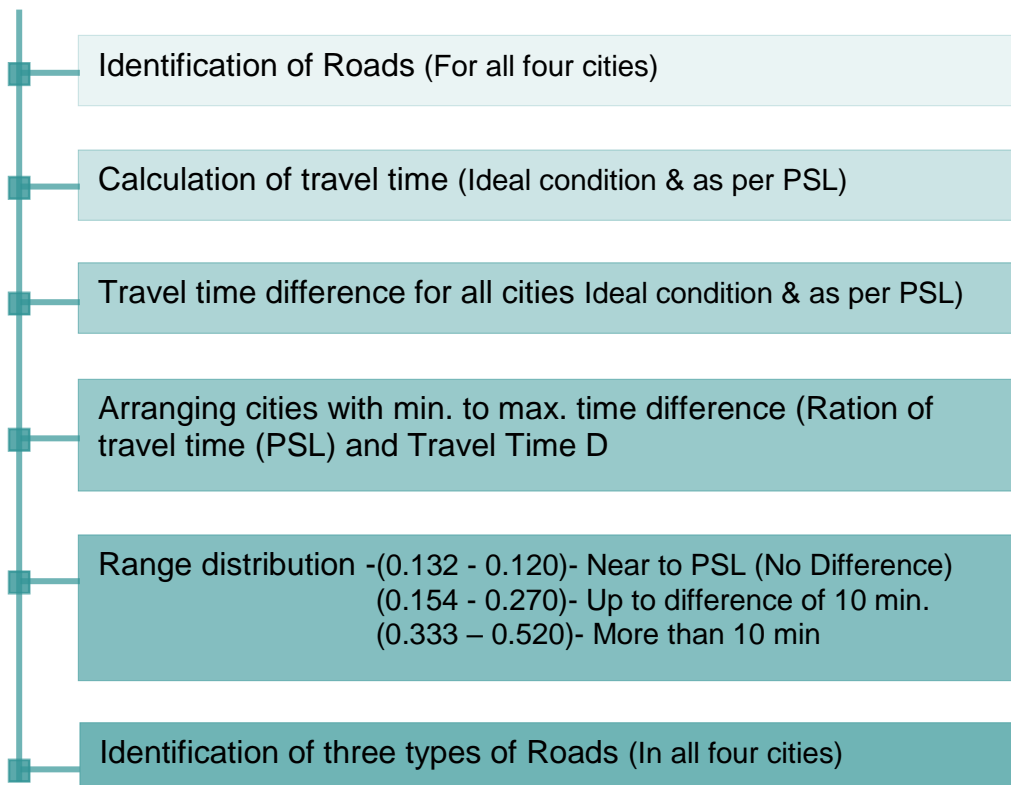 Identification of Roads (For all four cities)
Calculation of travel time (Ideal condition & as per PSL)
Travel time difference for all cities Ideal condition & as per PSL)
Arranging cities with min. to max. time difference (Ration of
travel time (PSL) and Travel Time D
Range distribution -(0.132 - 0.120)- Near to PSL (No Difference)
(0.154 - 0.270)- Up to difference of 10 min.
(0.333 – 0.520)- More than 10 min
Identification of three types of Roads (In all four cities)